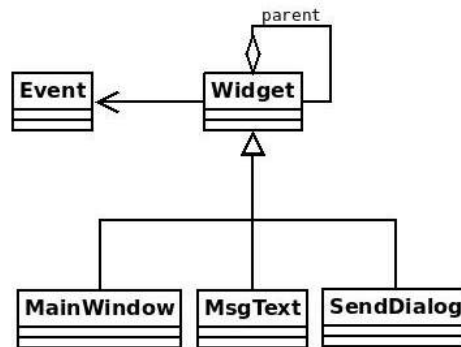 parent
Event
Widget
MainWindow
MsgText
SendDialog